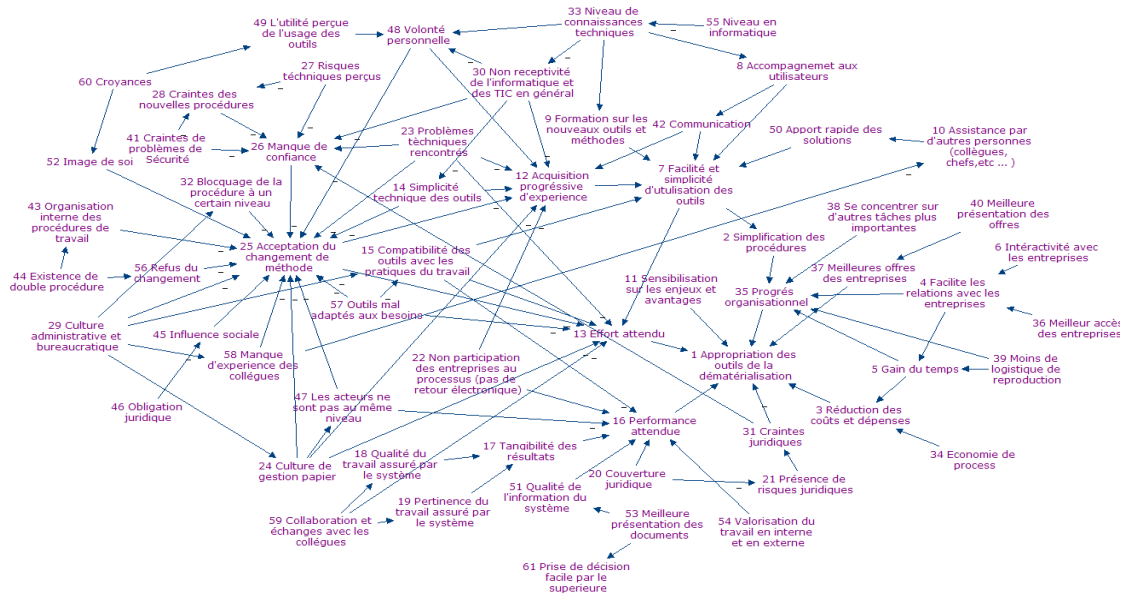 49 L'utilité perçue
de l'usage des
outils
48 Volonté
personnelle
33 Niveau de
connaissances
techniques
55 Niveau en
informatique
60 Croyances
27 Risques
téchniques perçus
30 Non receptivité
de l'informatique et
des TIC en général
8 Accompagnemet aux
utilisateurs
28 Craintes des
nouvelles procédures
41 Craintes de
problèmes de
Sécurité
26 Manque de
confiance
23 Problèmes
tèchniques
rencontrés
9 Formation sur les
nouveaux outils et
méthodes
42 Communication
50 Apport rapide des
solutions
10 Assistance par
d'autres personnes
(collègues,
chefs,etc ... )
52 Image de soi
32 Blocquage de la
procédure à un
certain niveau
14 Simplicité
technique des outils
12 Acquisition
progréssive
d'experience
7 Facilité et
simplicité
d'utulisation des
outils
43 Organisation
interne des
procédures de
travail
38 Se concentrer sur
d'autres tâches plus
importantes
40 Meilleure
présentation des
offres
25 Acceptation du
changement de
méthode
15 Compatibilité des
outils avec les
pratiques du travail
2 Simplification des
procédures
6 Intéractivité avec
les entreprises
44 Existence de
double procédure
56 Refus du
changement
11 Sensibilisation
sur les enjeux et
avantages
37 Meilleures offres
des entreprises
35 Progrés
organisationnel
4 Facilite les
relations avec les
entreprises
57 Outils mal
adaptés aux besoins
29 Culture
administrative et
bureaucratique
45 Influence sociale
13 Effort attendu
36 Meilleur accès
des entreprises
58 Manque
d'experience des
collégues
22 Non participation
des entreprises au
processus (pas de
retour électronique)
1 Appropriation des
outils de la
dématérialisation
5 Gain du temps
39 Moins de
logistique de
reproduction
46 Obligation
juridique
47 Les acteurs ne
sont pas au même
niveau
16 Performance
attendue
31 Craintes
juridiques
3 Réduction des
coûts et dépenses
24 Culture de
gestion papier
18 Qualité du
travail assuré par
le système
17 Tangibilité des
résultats
20 Couverture
juridique
21 Présence de
risques juridiques
34 Economie de
process
51 Qualité de
l'information du
système
19 Pertinence du
travail assuré par
le système
59 Collaboration et
échanges avec les
collégues
53 Meilleure
présentation des
documents
54 Valorisation du
travail en interne
et en externe
61 Prise de décision
facile par le
superieure